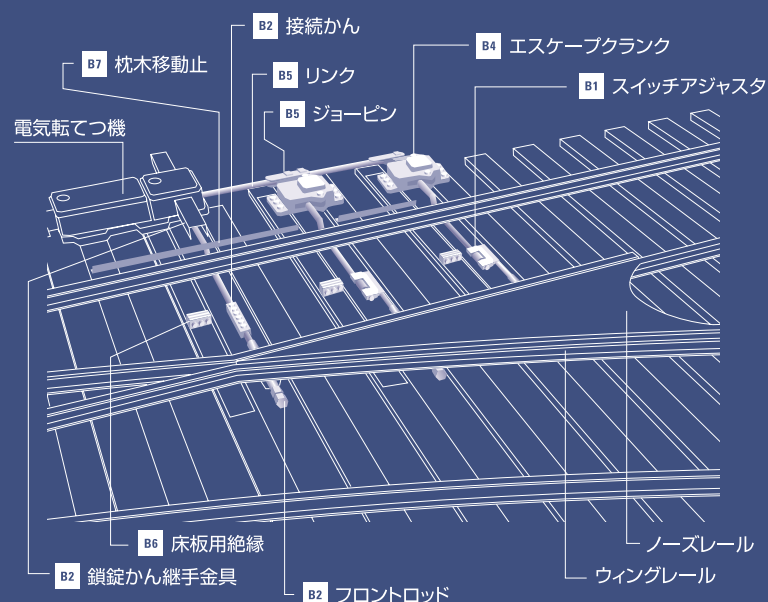 B2 接続かん
B4 エスケープクランク
B7 枕木移動止
B5 リンク
B1 スイッチアジャスタ
B5 ジョーピン
電気転てつ機
B6 床板用絶縁
ノーズレール
B2 鎖錠かん継手金具
ウィングレール
B2 フロントロッド